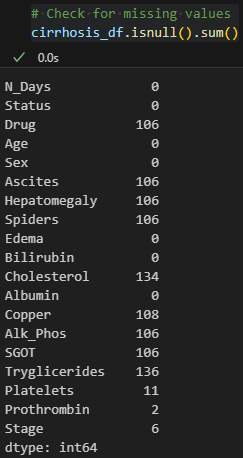 # Check for missing values
cirrhosis_df.isnull().sum()
0.0s
N_Days 0
Status 0
Drug 106
Age 0
Sex 0
Ascites 106
Hepatomegaly 106
Spiders 106
Edema 0
Bilirubin 0
Cholesterol 134
Albumin 0
Copper 108
Alk_Phos 106
SGOT 106
Tryglicerides 136
Platelets 11
Prothrombin 2
Stage 6
dtype: int64